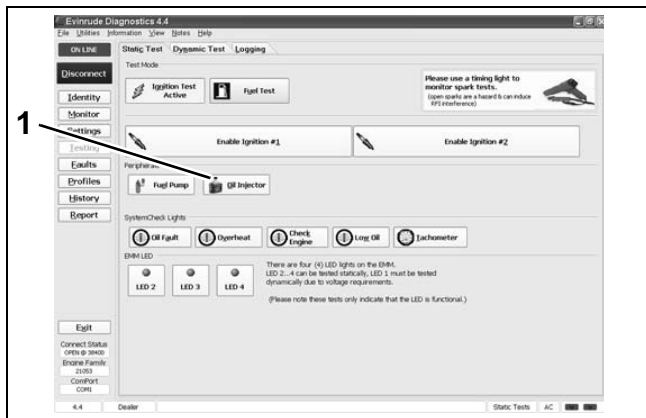 Evinrude Diagnostics 4.4
File Utilities Information View Notes Help
ON LINE
Static Test Dynamic Test Logging
Disconnect
Test Mode
Ignition Test
Active
Fuel Test
Please use a timing light to
monitor spark tests.
(open sparks are a hazard & can induce
RFI interference)
Identity
Monitor
1
Settings
Testing
Faults
Profiles
History
Report
Enable Ignition #1
Enable Ignition #2
Peripherals
Fuel Pump
Oil Injector
SystemCheck Lights
Oil Fault
Overheat
Check
Engine
Low Oil
Tachometer
EMM LED
LED 2
LED 3
LED 4
There are four (4) LED lights on the EMM.
LED 2...4 can be tested statically, LED 1 must be tested
dynamically due to voltage requirements.
(Please note these tests only indicate that the LED is functional.)
Exit
Connect Status
OPEN @ 38400
Engine Family
21053
ComPort
COM1
4.4 Dealer Static Tests AC